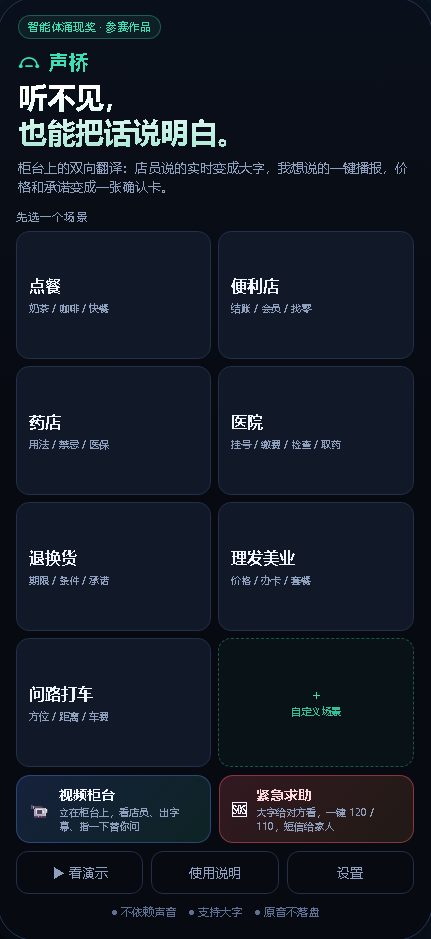 智能体涌现奖 · 参赛作品
声桥
听不见，
也能把话说明白。
柜台上的双向翻译：店员说的实时变成大字，我想说的一键播报，价
格和承诺变成一张确认卡。
先选一个场景
点餐
奶茶 / 咖啡 / 快餐
便利店
结账 / 会员 / 找零
药店
用法 / 禁忌 / 医保
医院
挂号 / 缴费 / 检查 / 取药
退换货
期限 / 条件 / 承诺
理发美业
价格 / 办卡 / 套餐
问路打车
方位 / 距离 / 车费
+
自定义场景
视频柜台
立在柜台上，看店员、出字
幕、指一下替你问
SOS
紧急求助
大字给对方看，一键 120 /
110，短信给家人
▶ 看演示
使用说明
设置
● 不依赖声音 ● 支持大字 ● 原音不落盘